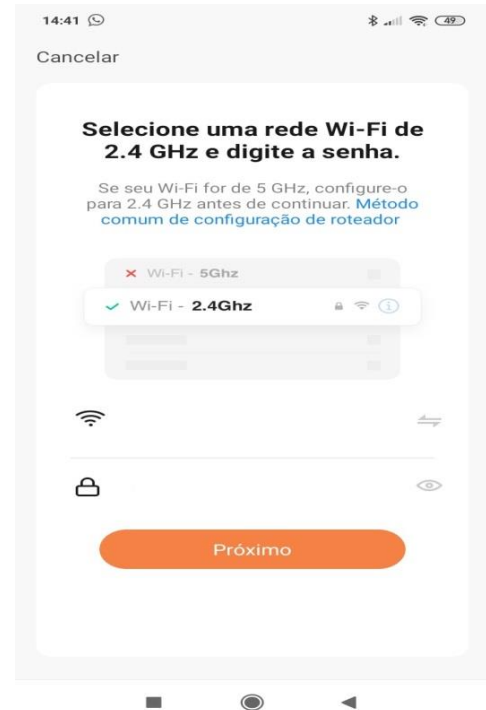 14:41 49
Cancelar
Selecione uma rede Wi-Fi de
2.4 GHz e digite a senha.
Se seu Wi-Fi for de 5 GHz, configure-o
para 2.4 GHz antes de continuar. Método
comum de configuração de roteador
Wi-Fi - 5Ghz
Wi-Fi - 2.4Ghz
Próximo